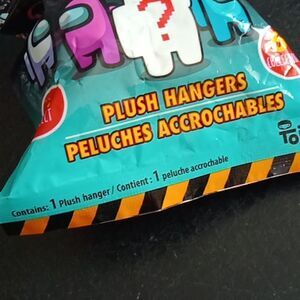 ?
PLUSH HANGERS
PELUCHES ACCROCHABLES
Contains: 1 Plush hanger / Contient : 1 peluche accrochable